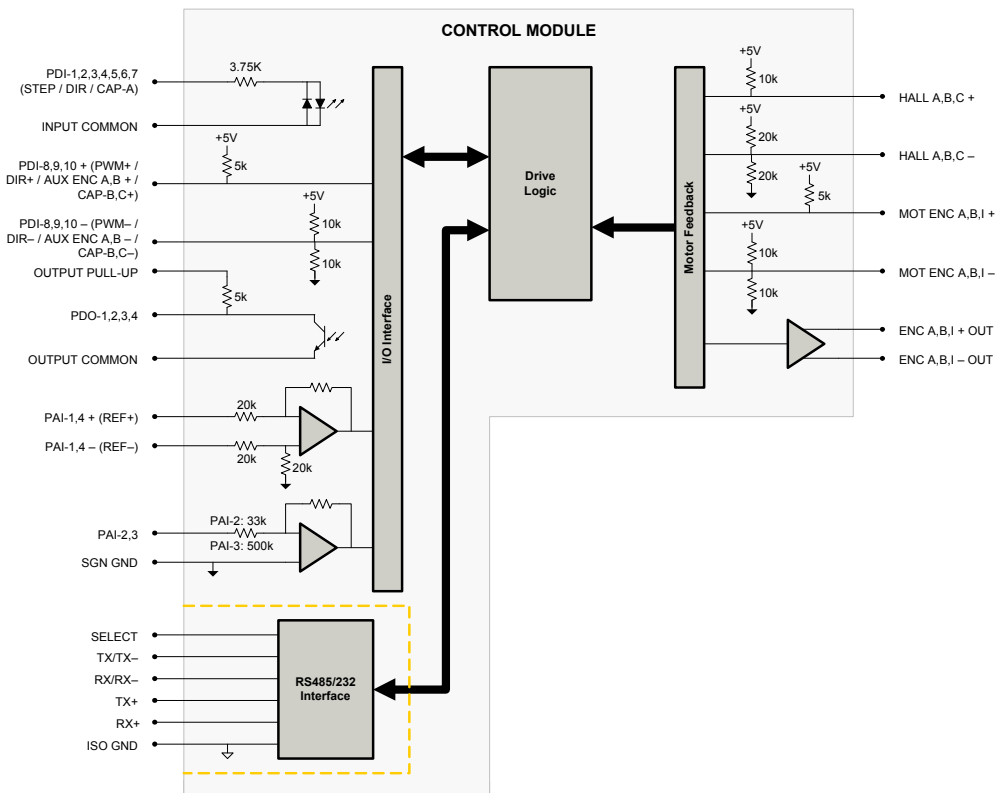 CONTROL MODULE
PDI-1,2,3,4,5,6,7
(STEP / DIR / CAP-A)
3.75K
INPUT COMMON
+5V
5k
PDI-8,9,10 + (PWM+ /
DIR+ / AUX ENC A,B + /
CAP-B,C+)
+5V
10k
10k
PDI-8,9,10 – (PWM– /
DIR– / AUX ENC A,B – /
CAP-B,C–)
OUTPUT PULL-UP
5k
PDO-1,2,3,4
OUTPUT COMMON
PAI-1,4 + (REF+)
20k
PAI-1,4 – (REF–)
20k
20k
PAI-2,3
PAI-2: 33k
PAI-3: 500k
SGN GND
I/O Interface
SELECT
TX/TX–
RX/RX–
TX+
RX+
ISO GND
RS485/232
Interface
Drive
Logic
Motor Feedback
+5V
10k
HALL A,B,C +
+5V
20k
20k
HALL A,B,C –
+5V
5k
MOT ENC A,B,I +
+5V
10k
10k
MOT ENC A,B,I –
ENC A,B,I + OUT
ENC A,B,I – OUT